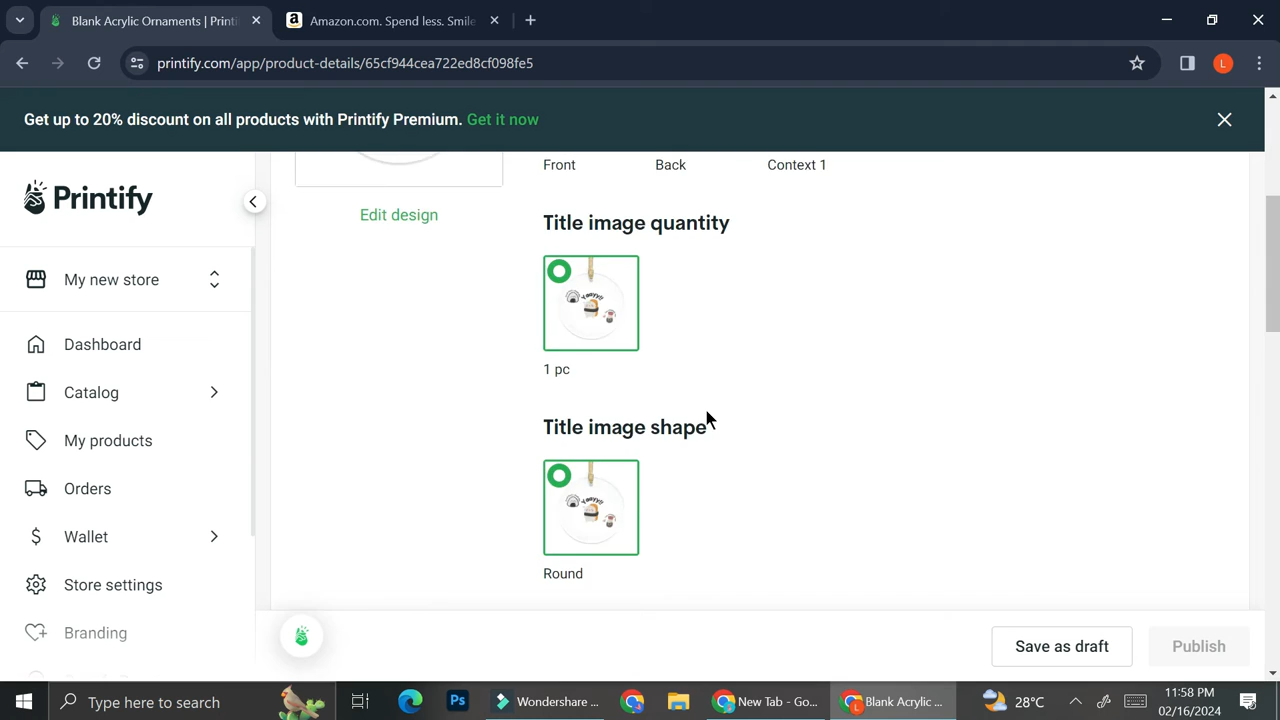 Blank Acrylic Ornaments | Printi
Amazon.com. Spend less. Smile
printify.com/app/product-details/65cf944cea722ed8cf098fe5
L
Get up to 20% discount on all products with Printify Premium. Get it now
Printify
My new store
Dashboard
Catalog
My products
Orders
Wallet
Store settings
Branding
Front
Back
Context 1
Edit design
Title image quantity
Yaayy!!
1 pc
Title image shape
Yaayy!!
Round
Save as draft
Publish
Type here to search
Ps
Wondershare ...
New Tab - Go...
Blank Acrylic ...
28°C
11:58 PM
02/16/2024